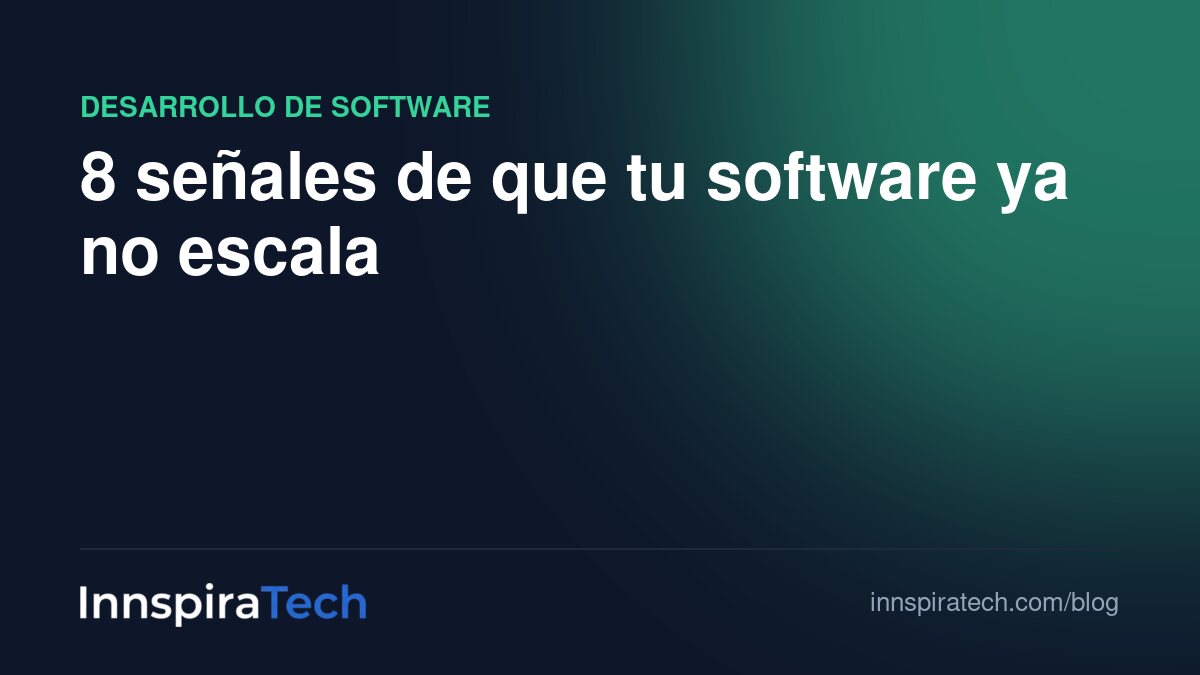 DESARROLLO DE SOFTWARE
8 señales de que tu software ya
no escala
InnspiraTech
innspiratech.com/blog